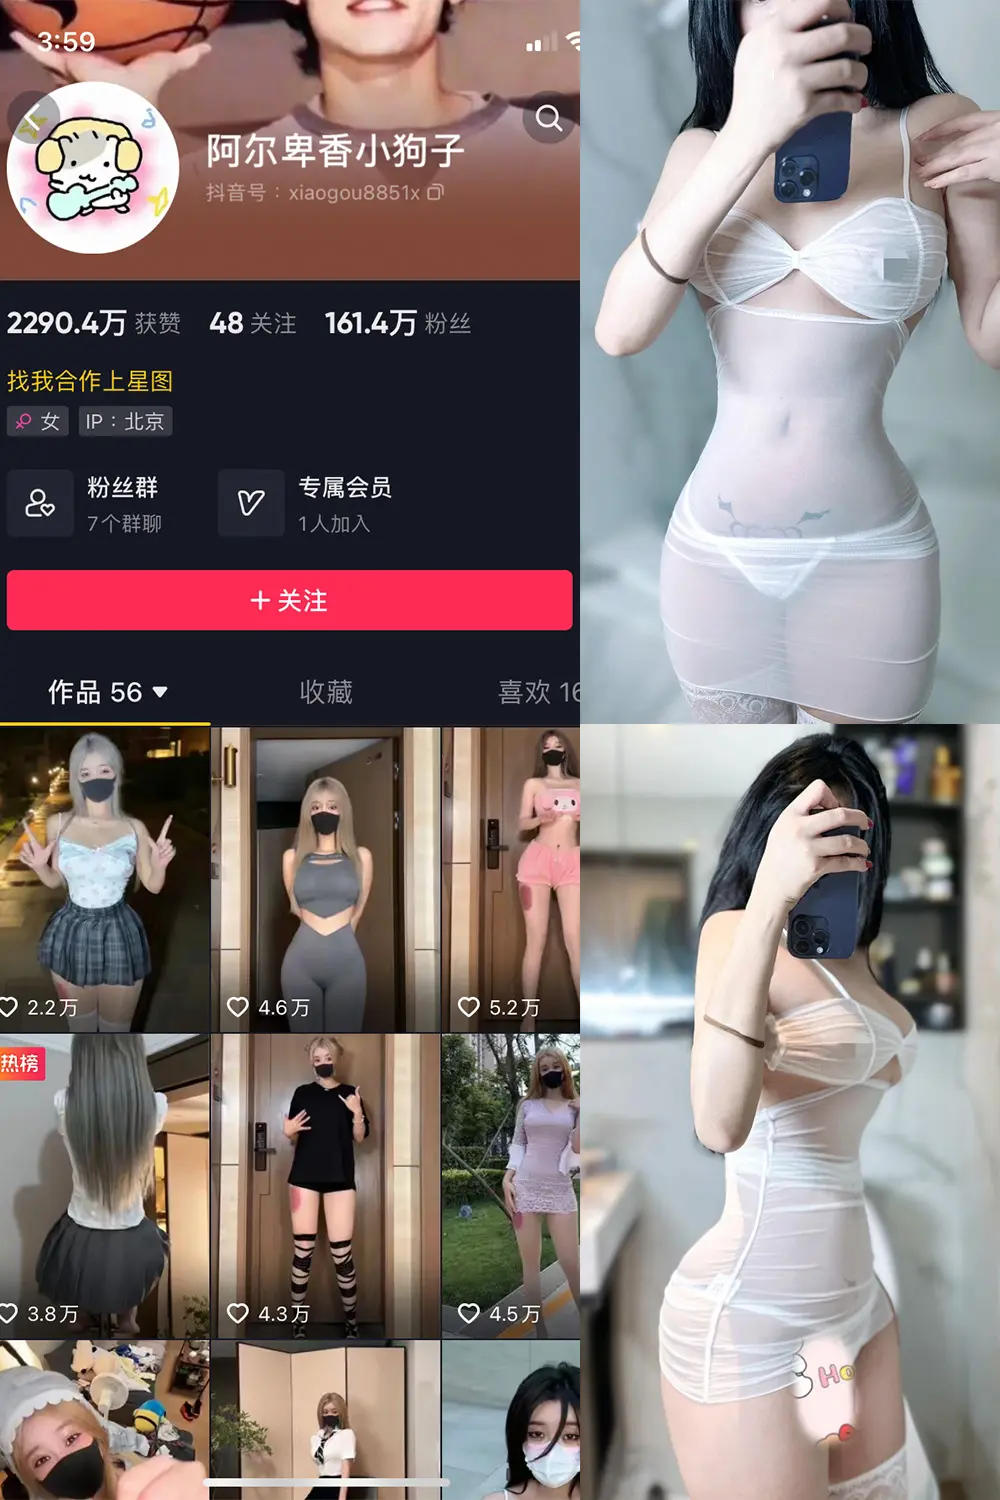 3:59
阿尔卑香小狗子
抖音号：xiaogou8851x
2290.4万 获赞 48 关注 161.4万 粉丝
找我合作上星图
女 IP：北京
粉丝群
7个群聊
专属会员
1人加入
+ 关注
作品 56 收藏 喜欢 16
2.2万 4.6万 5.2万
热榜
3.8万 4.3万 4.5万